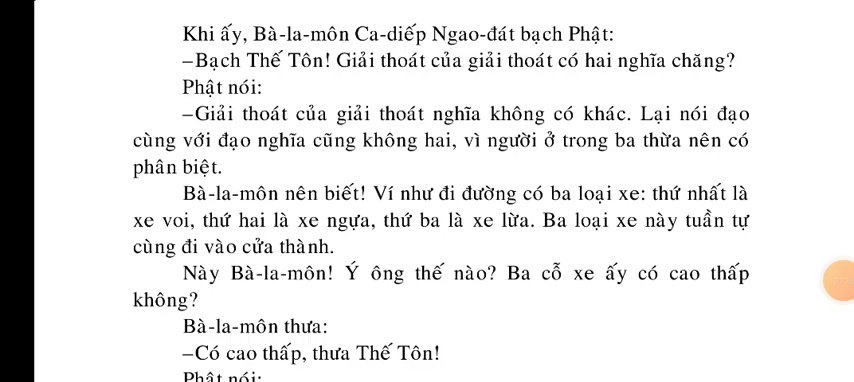 Khi ấy, Bà-la-môn Ca-diếp Ngao-đát bạch Phật:
–Bạch Thế Tôn! Giải thoát của giải thoát có hai nghĩa chăng?
Phật nói:
–Giải thoát của giải thoát nghĩa không có khác. Lại nói đạo
cùng với đạo nghĩa cũng không hai, vì người ở trong ba thừa nên có
phân biệt.
Bà-la-môn nên biết! Ví như đi đường có ba loại xe: thứ nhất là
xe voi, thứ hai là xe ngựa, thứ ba là xe lừa. Ba loại xe này tuần tự
cùng đi vào cửa thành.
Này Bà-la-môn! Ý ông thế nào? Ba cỗ xe ấy có cao thấp
không?
Bà-la-môn thưa:
–Có cao thấp, thưa Thế Tôn!
Phật nói: